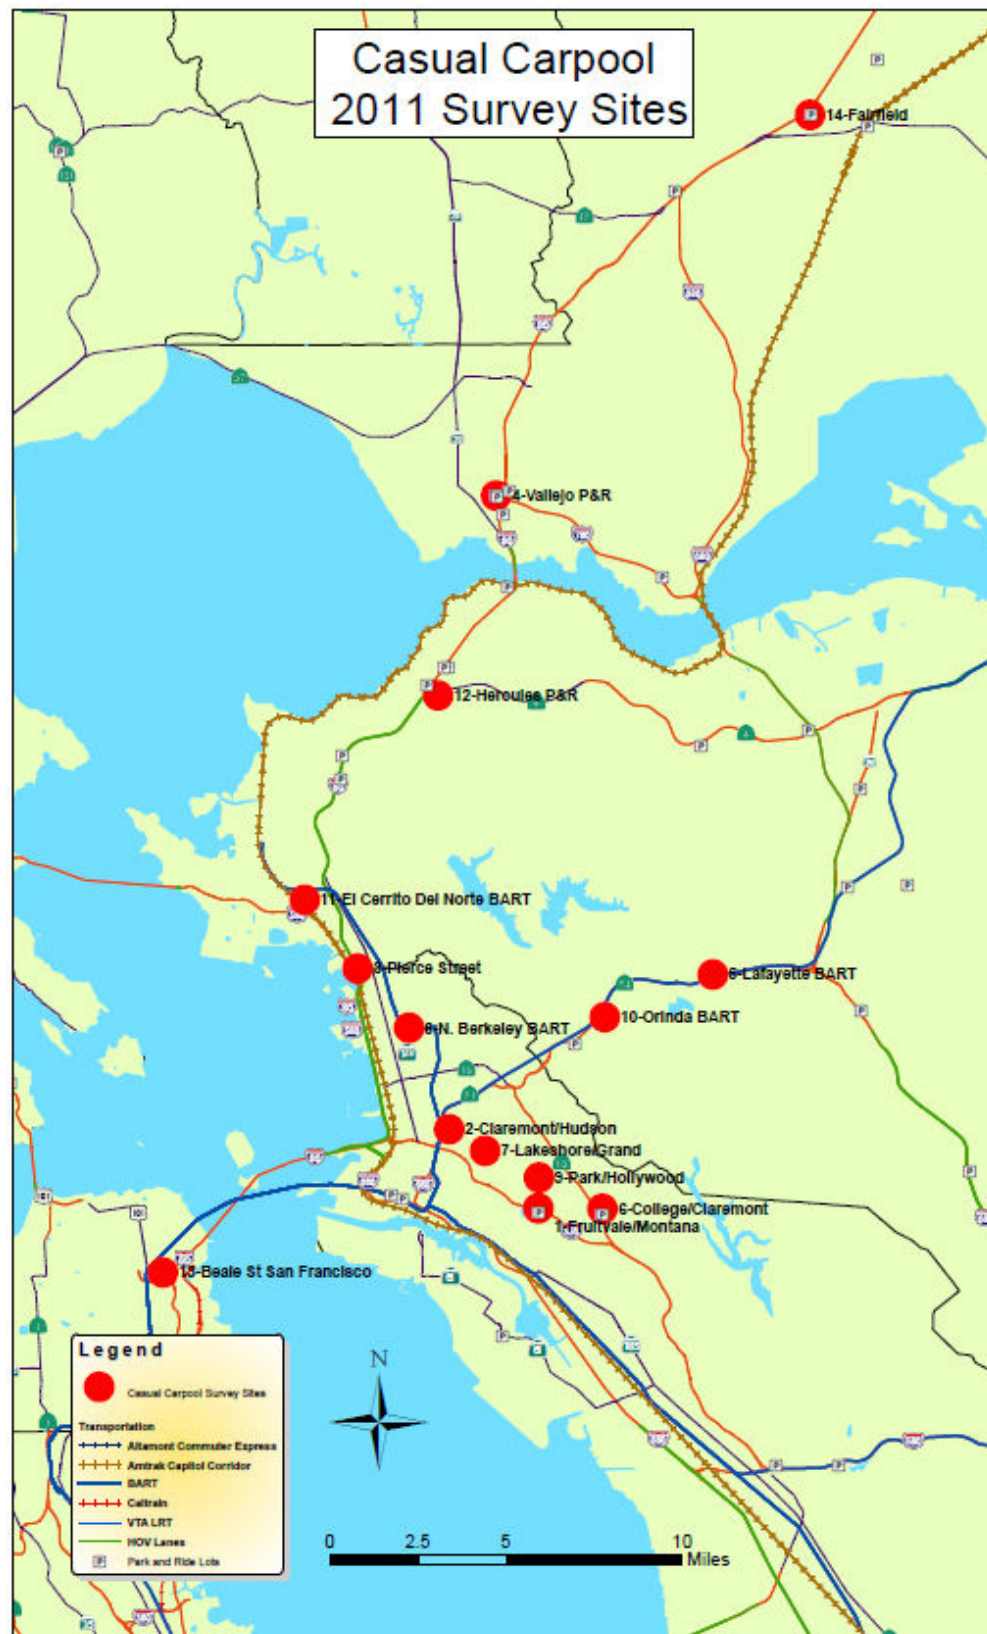 Casual Carpool
2011 Survey Sites
14-Fairfield
4-Vallejo P&R
12-Hercules P&R
11-El Cerrito Del Norte BART
3-Pierce Street
-Lafayette BART
10-Orinda BART
-N. Berkeley BART
2-Claremont/Hudson
7-Lakeshore/Grand
9-Park/Hollywood
6-College/Claremont
1-Fruitvale/Montana
13-Beale St San Francisco
Legend
Casual Carpool Survey Sites
Transportation
Altamont Commuter Express
Amtrak Capitol Corridor
BART
Caltrain
VTA LRT
HOV Lanes
P Park and Ride Lots
N
0 2.5 5 10
Miles